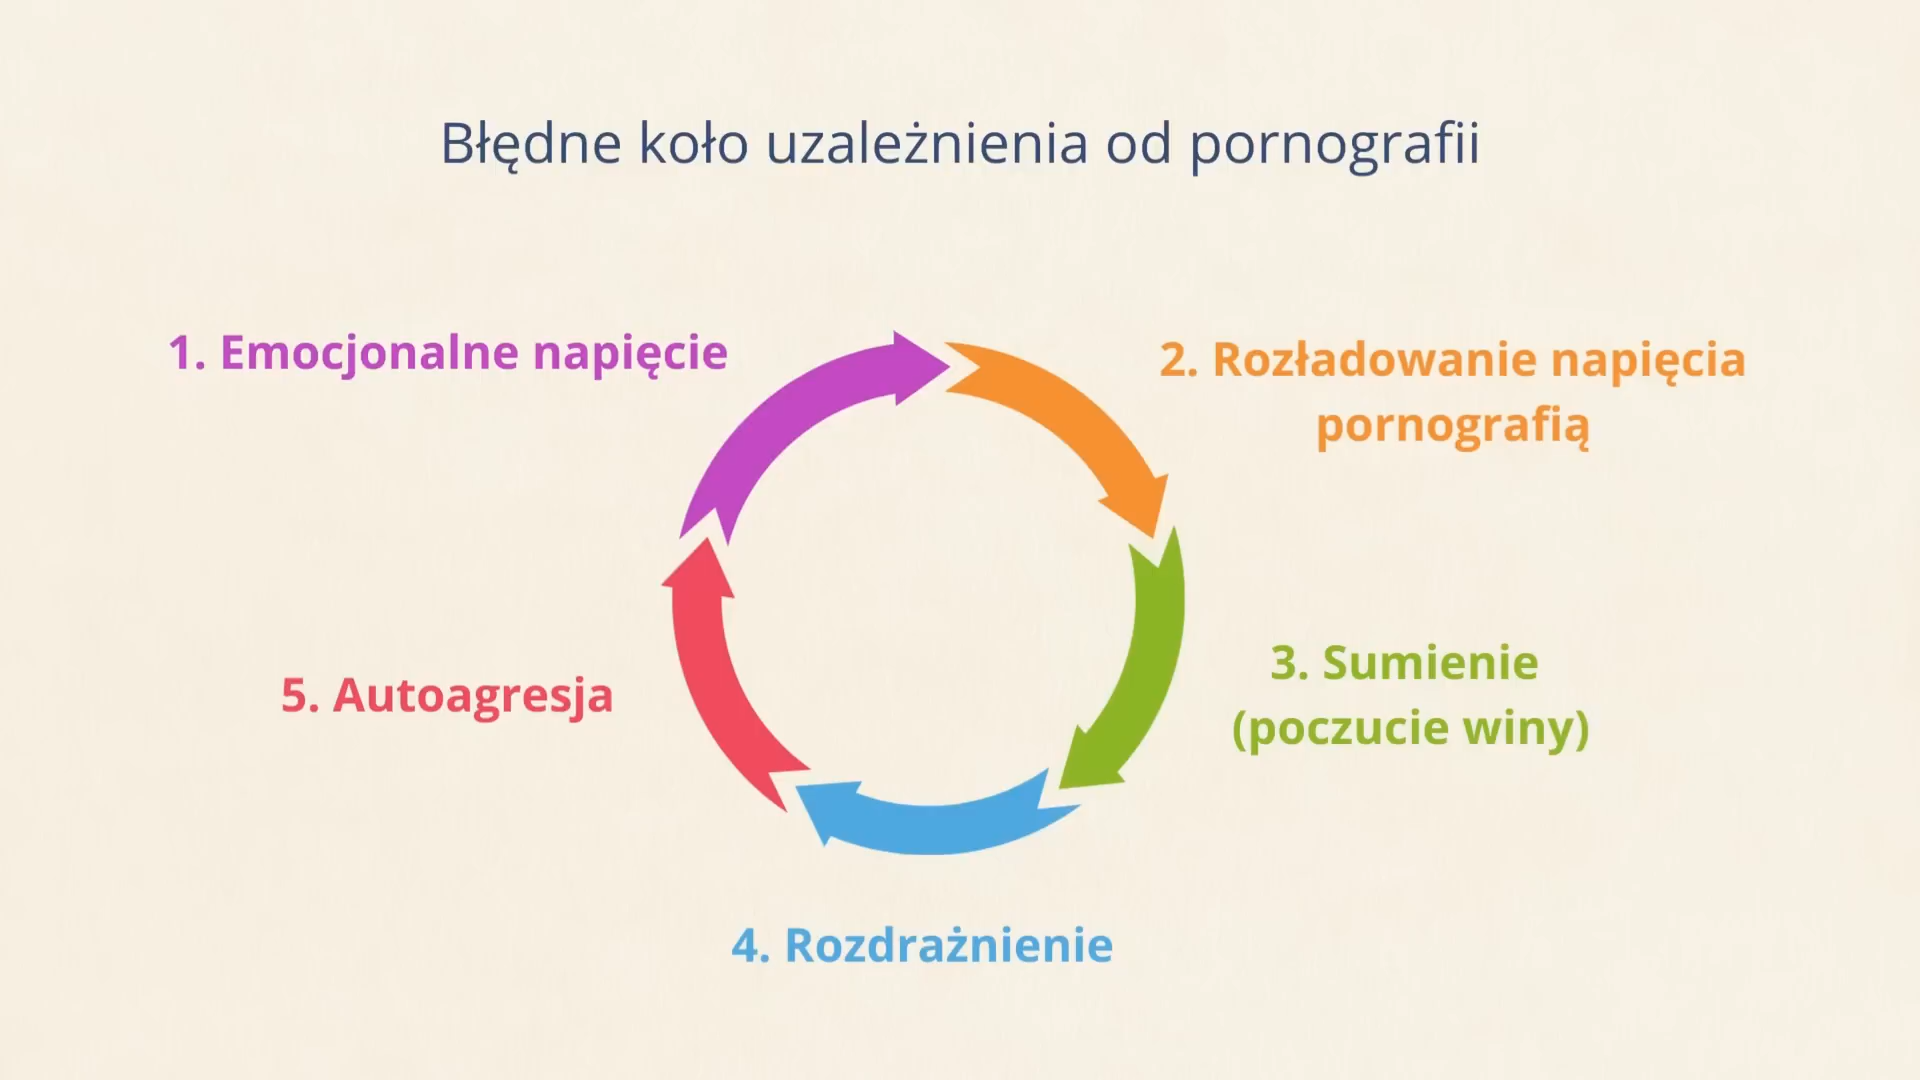 Błędne koło uzależnienia od pornografii
1. Emocjonalne napięcie
2. Rozładowanie napięcia
pornografią
3. Sumienie
(poczucie winy)
4. Rozdrażnienie
5. Autoagresja